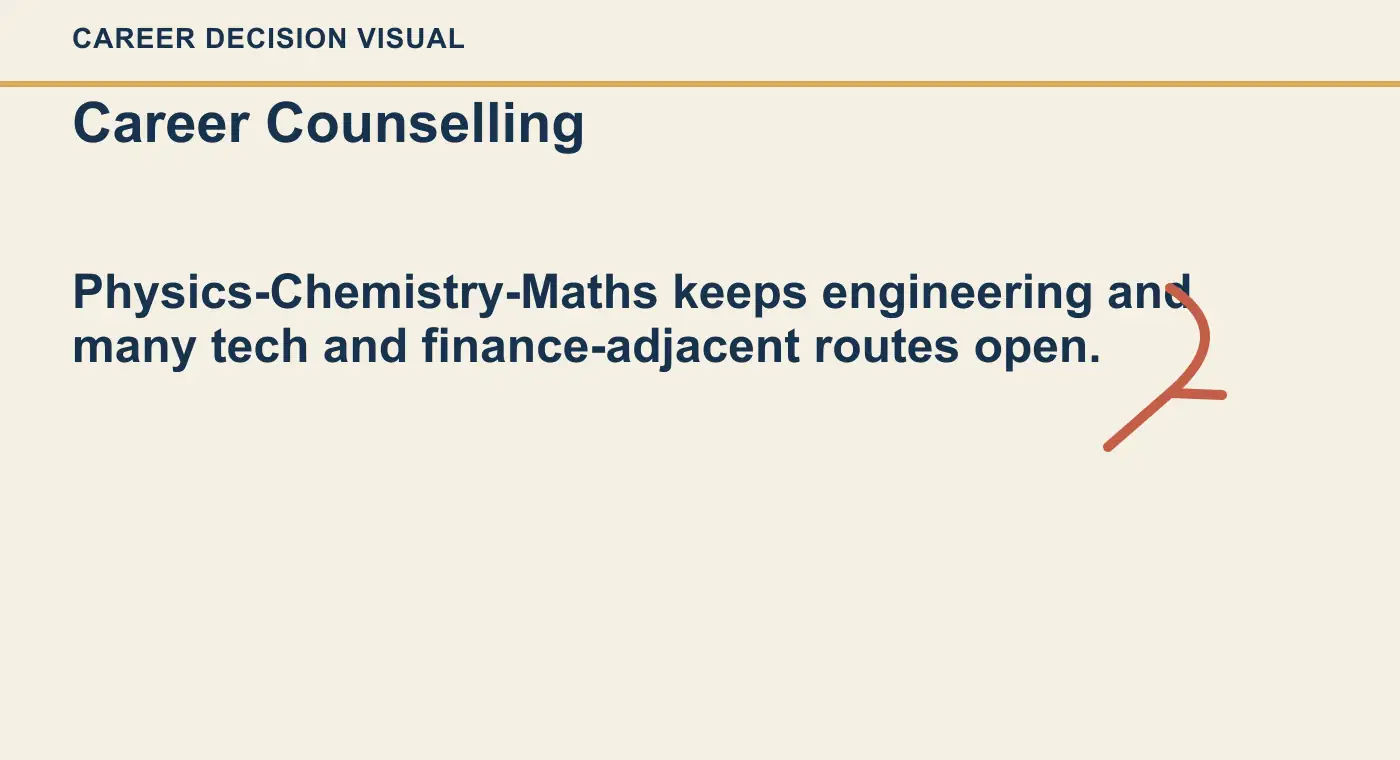 CAREER DECISION VISUAL
Career Counselling
Physics-Chemistry-Maths keeps engineering and
many tech and finance-adjacent routes open.